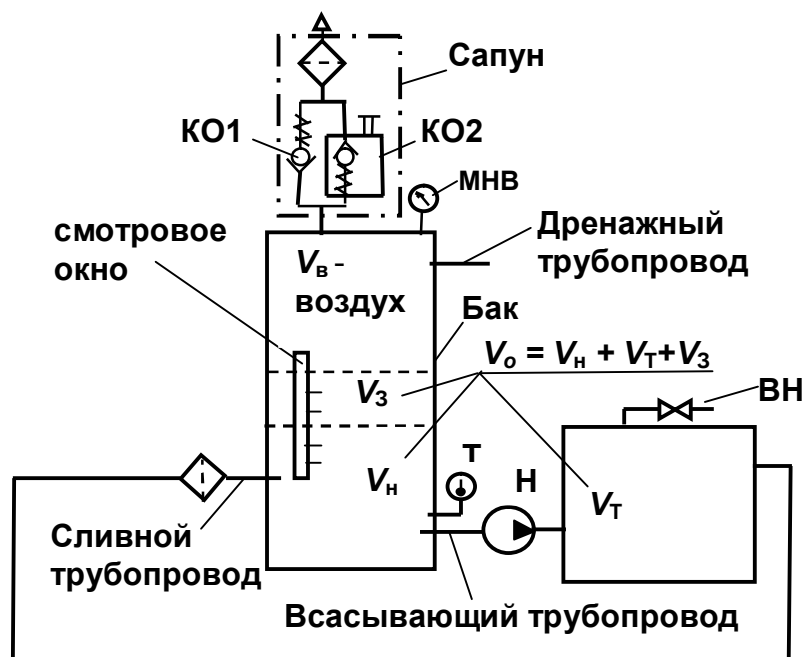 Сапун
КО1
КО2
МНВ
смотровое
окно
Vв -
воздух
Дренажный
трубопровод
Бак
Vо = Vн + VТ+VЗ
VЗ
ВН
Vн
Т
Н
VТ
Сливной
трубопровод
Всасывающий трубопровод